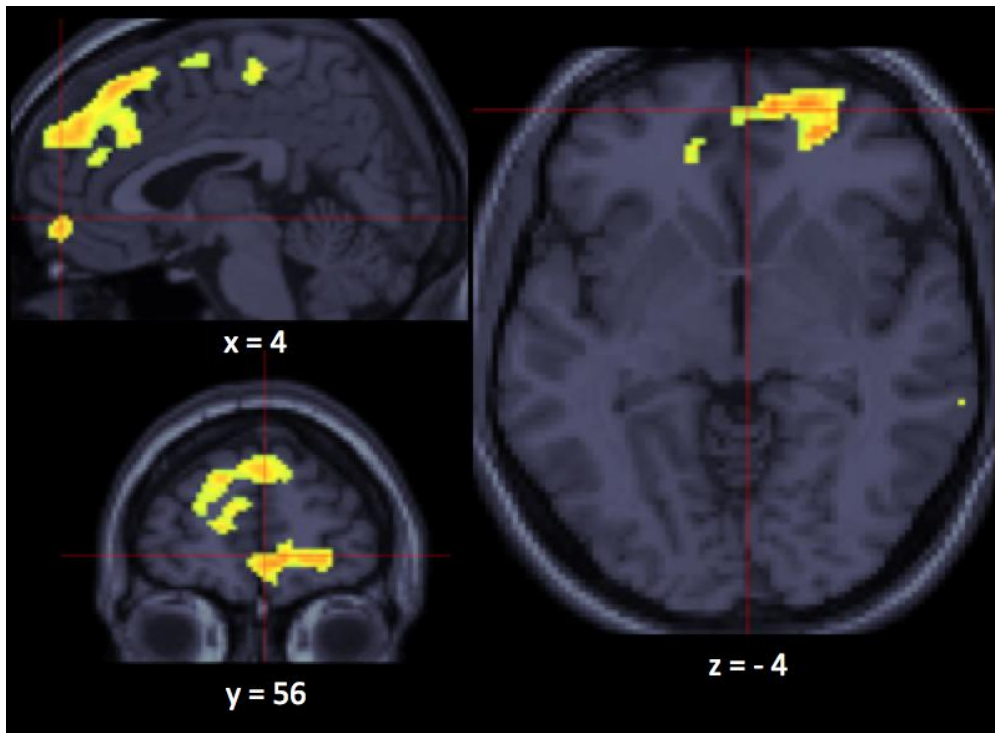 x = 4
y = 56
z = - 4